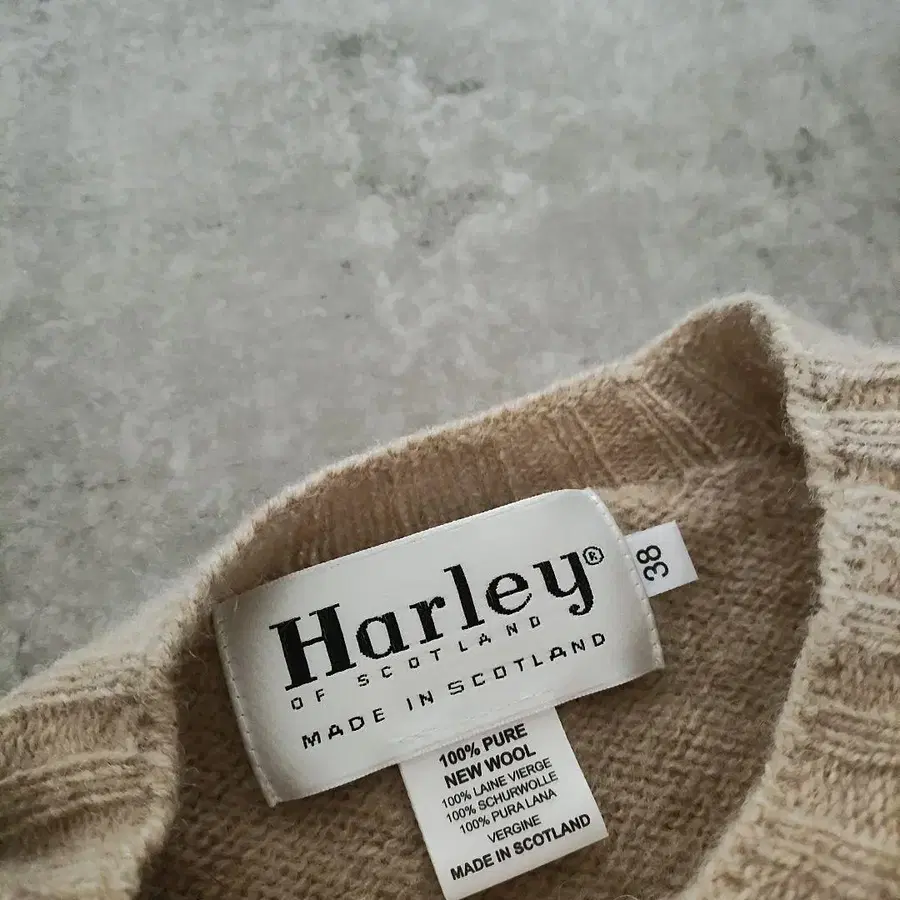 Harley®
OF SCOTLAND
MADE IN SCOTLAND
38
100% PURE
NEW WOOL
100% LAINE VIERGE
100% SCHURWOLLE
100% PURA LANA
VERGINE
MADE IN SCOTLAND